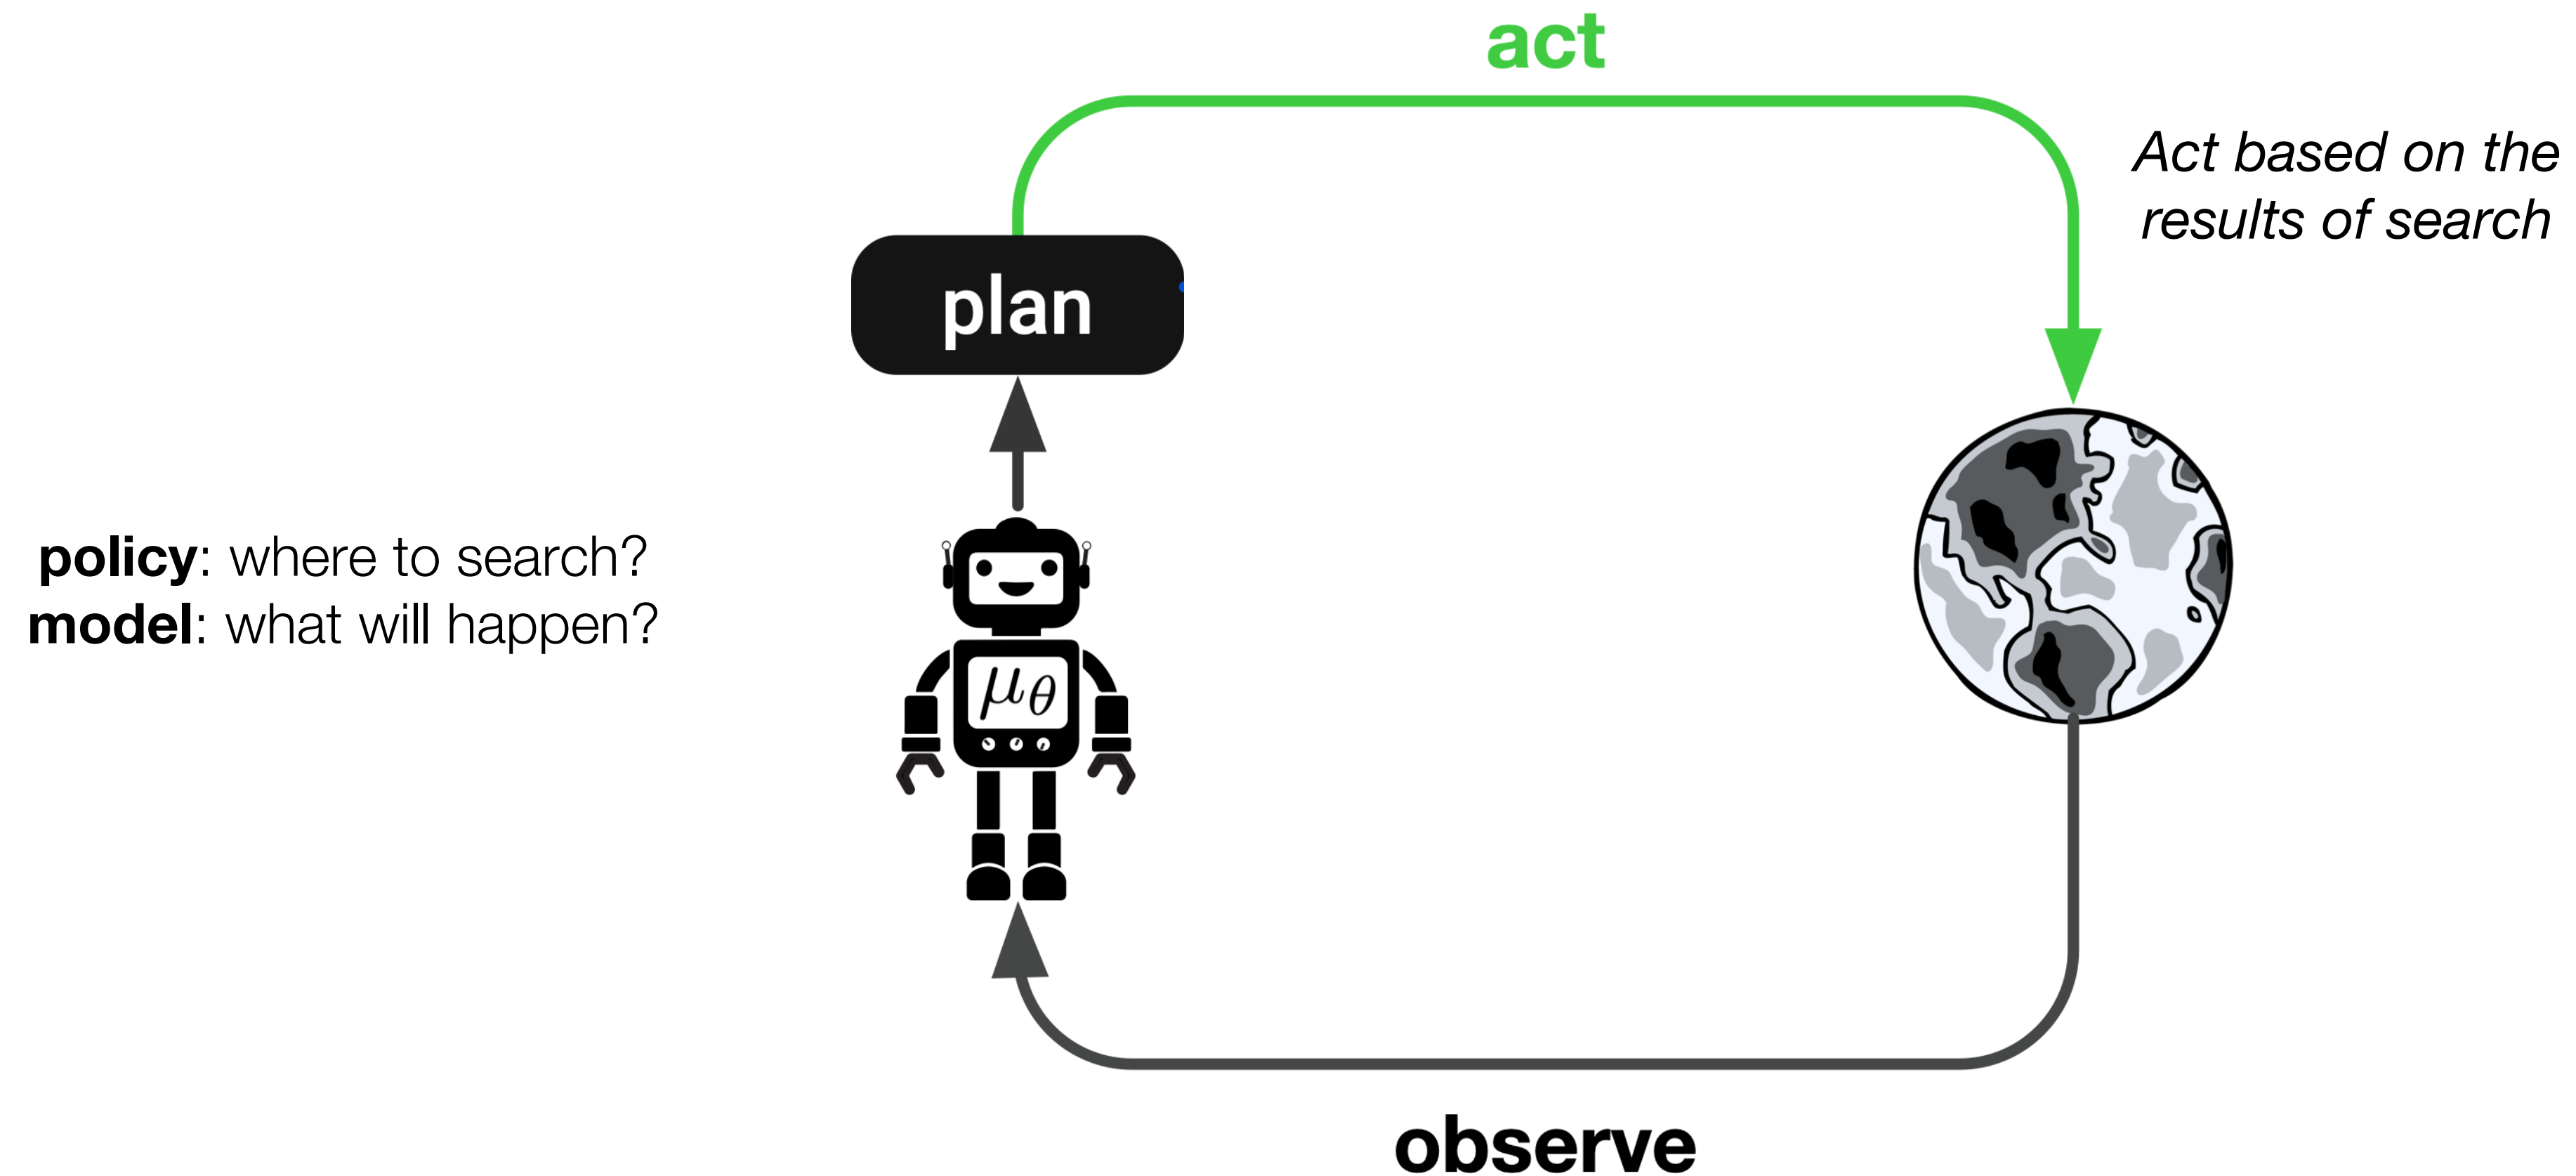 act
Act based on the
results of search
plan
policy: where to search?
model: what will happen?
μθ
observe